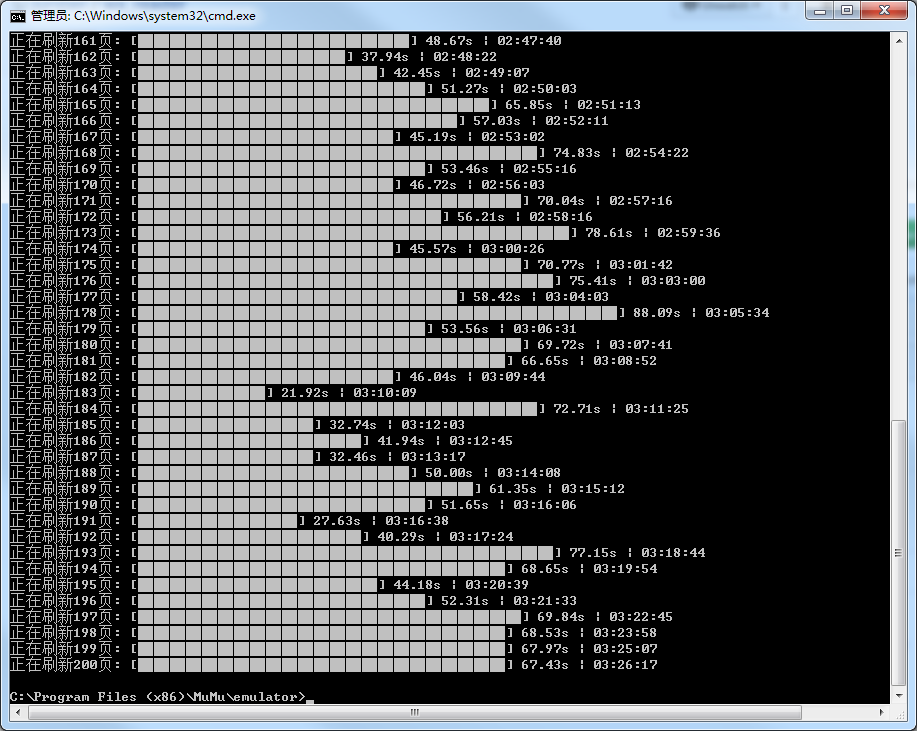 管理员: C:\Windows\system32\cmd.exe
正在刷新161页: [] 48.67s | 02:47:40
正在刷新162页: [] 37.94s | 02:48:22
正在刷新163页: [] 42.45s | 02:49:07
正在刷新164页: [] 51.27s | 02:50:03
正在刷新165页: [] 65.85s | 02:51:13
正在刷新166页: [] 57.03s | 02:52:11
正在刷新167页: [] 45.19s | 02:53:02
正在刷新168页: [] 74.83s | 02:54:22
正在刷新169页: [] 53.46s | 02:55:16
正在刷新170页: [] 46.72s | 02:56:03
正在刷新171页: [] 70.04s | 02:57:16
正在刷新172页: [] 56.21s | 02:58:16
正在刷新173页: [] 78.61s | 02:59:36
正在刷新174页: [] 45.57s | 03:00:26
正在刷新175页: [] 70.77s | 03:01:42
正在刷新176页: [] 75.41s | 03:03:00
正在刷新177页: [] 58.42s | 03:04:03
正在刷新178页: [] 88.09s | 03:05:34
正在刷新179页: [] 53.56s | 03:06:31
正在刷新180页: [] 69.72s | 03:07:41
正在刷新181页: [] 66.65s | 03:08:52
正在刷新182页: [] 46.04s | 03:09:44
正在刷新183页: [] 21.92s | 03:10:09
正在刷新184页: [] 72.71s | 03:11:25
正在刷新185页: [] 32.74s | 03:12:03
正在刷新186页: [] 41.94s | 03:12:45
正在刷新187页: [] 32.46s | 03:13:17
正在刷新188页: [] 50.00s | 03:14:08
正在刷新189页: [] 61.35s | 03:15:12
正在刷新190页: [] 51.65s | 03:16:06
正在刷新191页: [] 27.63s | 03:16:38
正在刷新192页: [] 40.29s | 03:17:24
正在刷新193页: [] 77.15s | 03:18:44
正在刷新194页: [] 68.65s | 03:19:54
正在刷新195页: [] 44.18s | 03:20:39
正在刷新196页: [] 52.31s | 03:21:33
正在刷新197页: [] 69.84s | 03:22:45
正在刷新198页: [] 68.53s | 03:23:58
正在刷新199页: [] 67.97s | 03:25:07
正在刷新200页: [] 67.43s | 03:26:17
C:\Program Files (x86)\MuMu\emulator>_